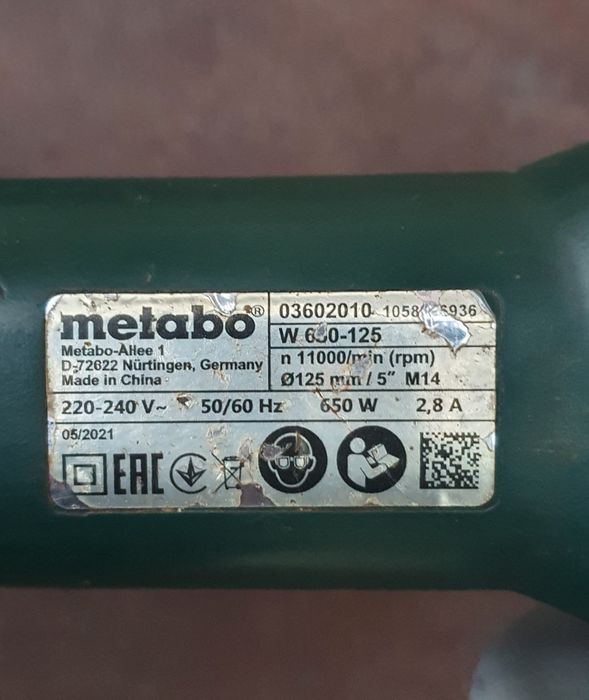 metabo®
Metabo-Allee 1
D-72622 Nürtingen, Germany
Made in China
03602010
W 650-125
n 11000/min (rpm)
Ø125 mm / 5" M14
220-240 V~ 50/60 Hz 650 W 2,8 A
05/2021
EAC